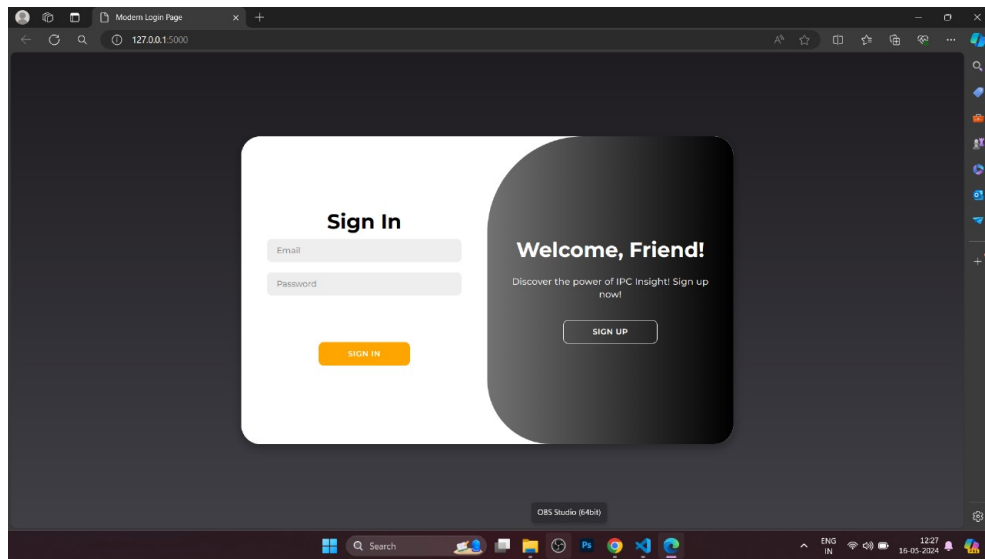 Modern Login Page
127.0.0.1:5000
Sign In
Email
Password
SIGN IN
Welcome, Friend!
Discover the power of IPC Insight! Sign up
now!
SIGN UP
OBS Studio (64bit)
Search
Ps
ENG
IN
12:27
16-05-2024